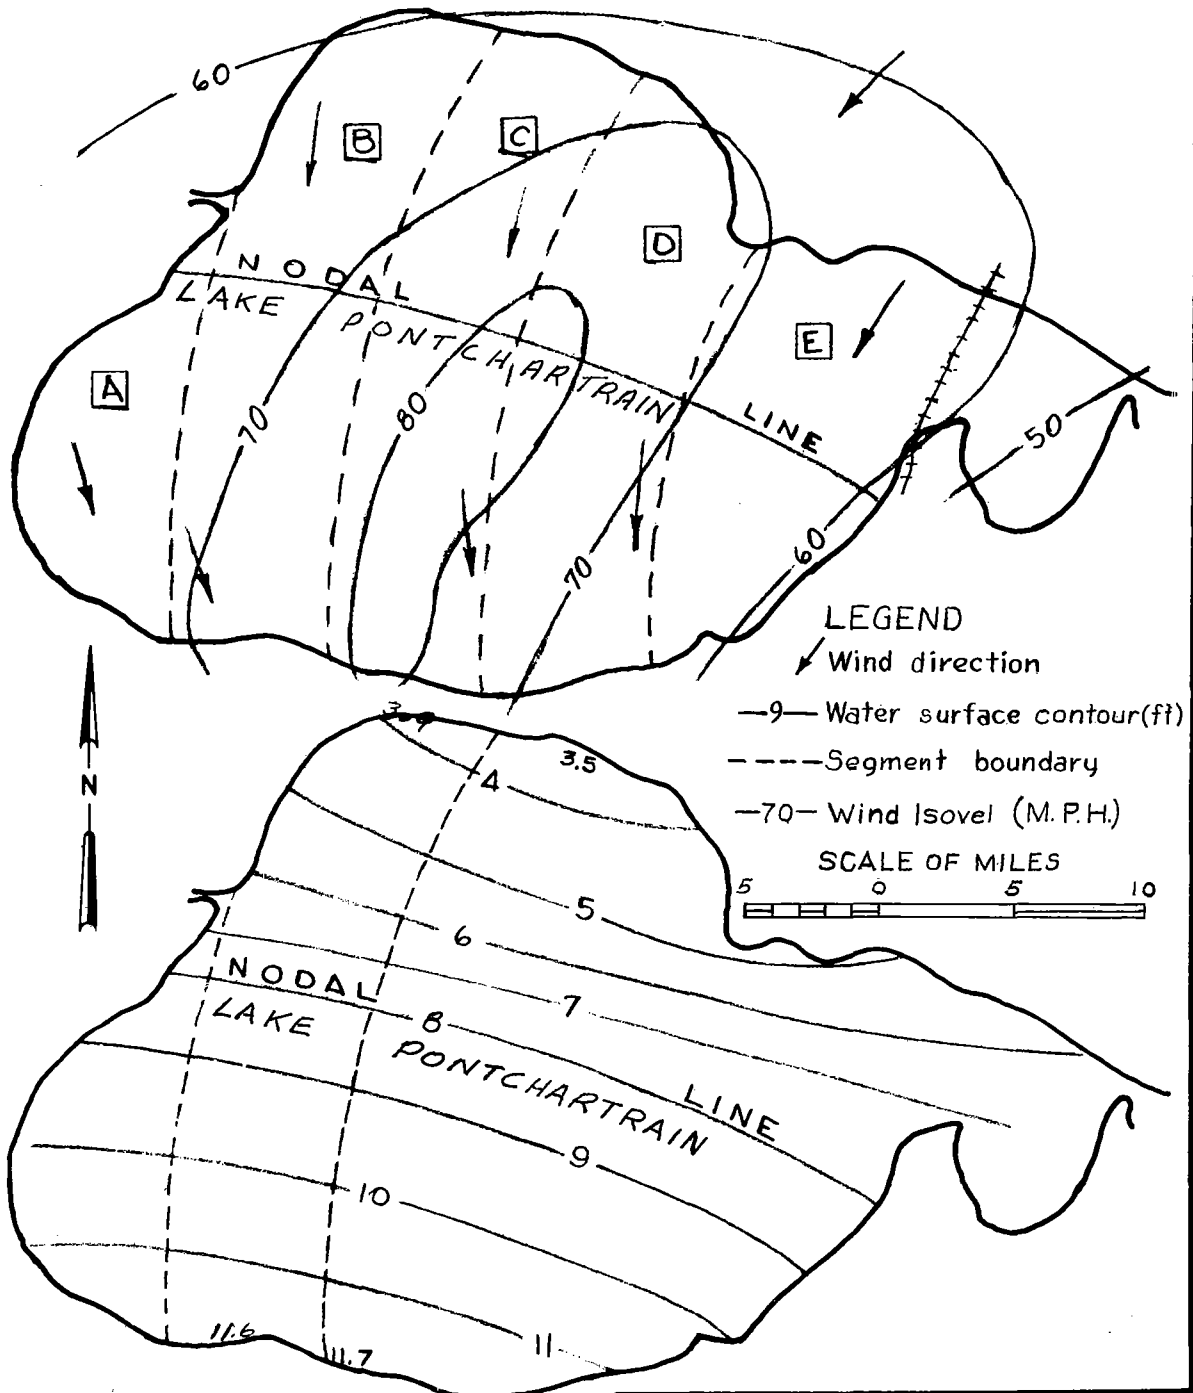 60
B
C
D
NODAL
LAKE
PONTCHARTRAIN
E
A
70
80
LINE
50
60
70
LEGEND
Wind direction
—9— Water surface contour(ft)
----Segment boundary
—70— Wind Isovel (M.P.H.)
SCALE OF MILES
5 0 5 10
N
3.5
4
5
6
NODAL
7
LAKE
8
PONTCHARTRAIN
LINE
9
10
11.6
11
11.7